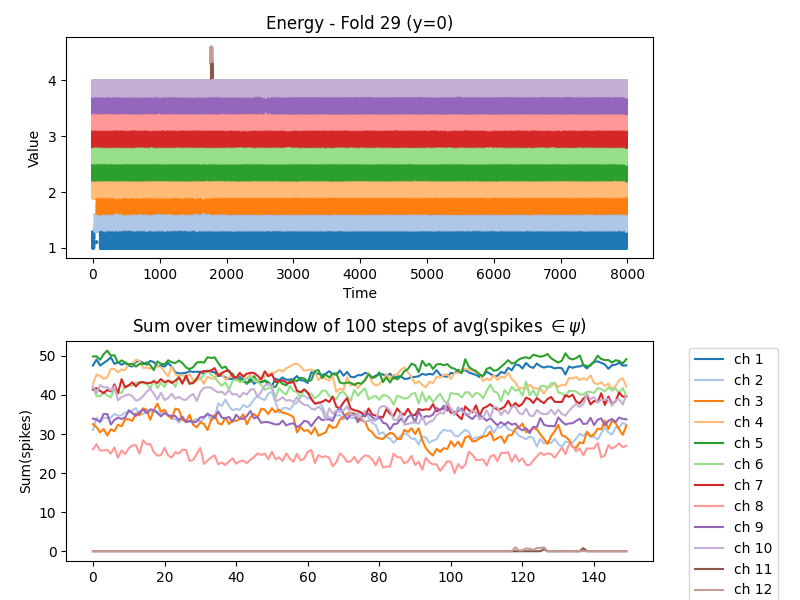 Energy - Fold 29 (y=0)
Value
4
3
2
1
0 1000 2000 3000 4000 5000 6000 7000 8000
Time
Sum over timewindow of 100 steps of avg(spikes ∈ ψ)
Sum(spikes)
50
40
30
20
10
0
0 20 40 60 80 100 120 140
ch 1
ch 2
ch 3
ch 4
ch 5
ch 6
ch 7
ch 8
ch 9
ch 10
ch 11
ch 12